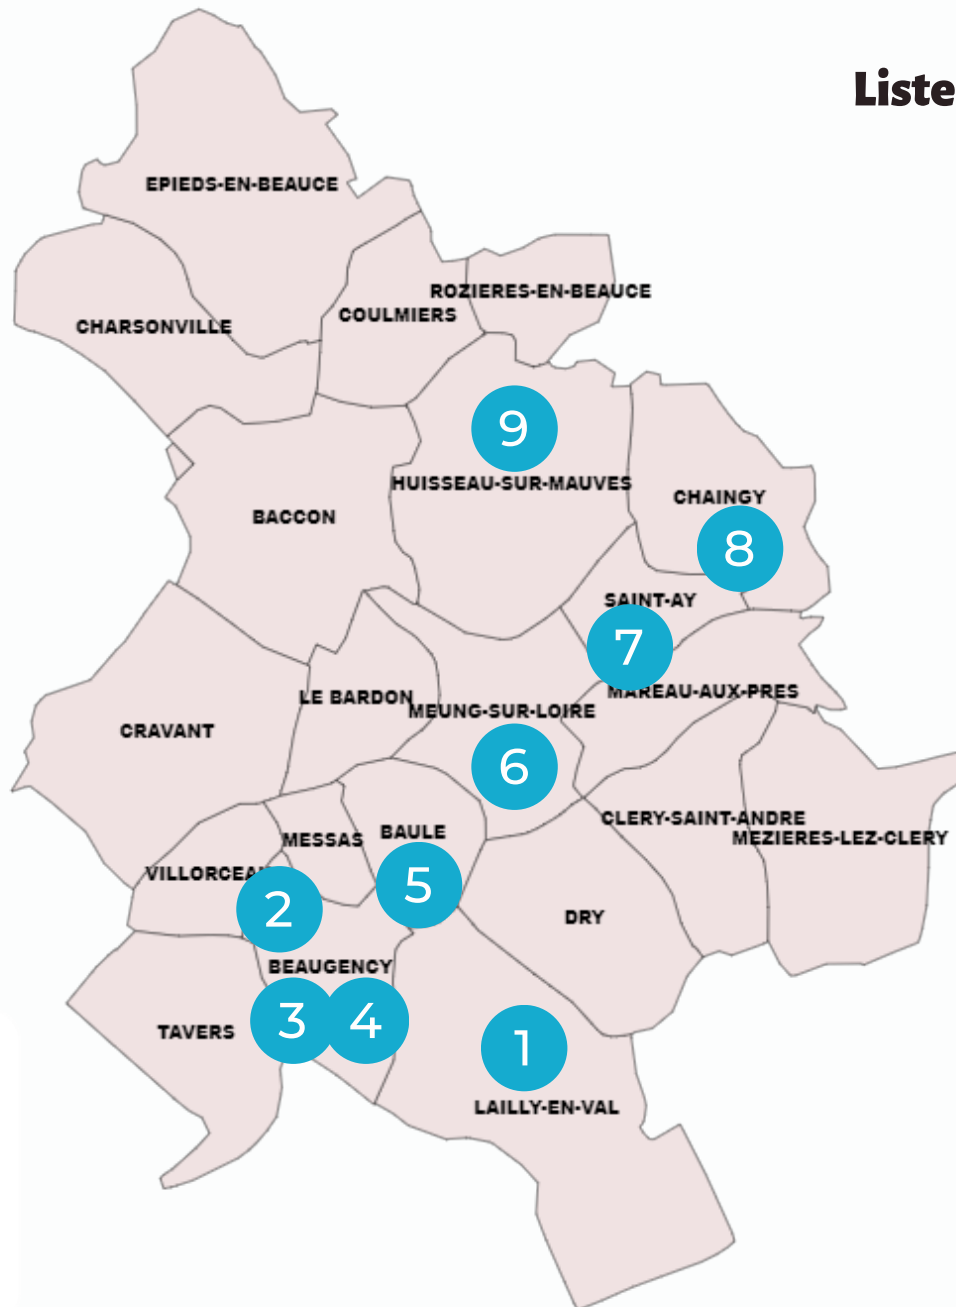 Liste
EPIEDS-EN-BEAUCE
ROZIERES-EN-BEAUCE
COULMIERS
CHARSONVILLE
9
HUISSEAU-SUR-MAUVES
CHAINGY
BACCON
8
SAINT-AY
7
MAREAU-AUX-PRES
LE BARDON
MEUNG-SUR-LOIRE
CRAVANT
6
CLERY-SAINT-ANDRE
BAULE
MESSAS
MEZIERES-LEZ-CLERY
VILLORCEAU
5
2
DRY
BEAUGENCY
3
4
TAVERS
1
LAILLY-EN-VAL